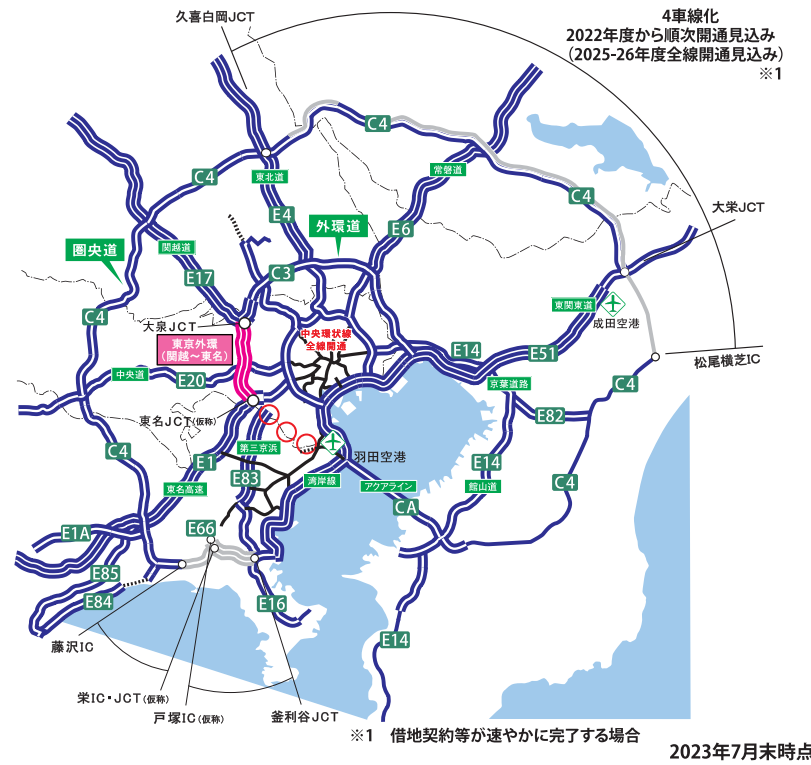 久喜白岡JCT
4車線化
2022年度から順次開通見込み
(2025-26年度全線開通見込み)
※1
C4
C4
東北道
常磐道
C4
大栄JCT
E4
外環道
E6
圏央道
関越道
E17
C3
東関東道
成田空港
C4
大泉JCT
中央環状線
全線開通
東京外環
(関越~東名)
E14
E51
松尾横芝IC
中央道
E20
京葉道路
C4
E82
東名JCT(仮称)
C4
第三京浜
羽田空港
E1
E83
E14
東名高速
湾岸線
アクアライン
館山道
C4
CA
E1A
E66
E85
E84
E16
E14
藤沢IC
栄IC・JCT(仮称)
戸塚IC(仮称)
釜利谷JCT
※1 借地契約等が速やかに完了する場合
2023年7月末時点